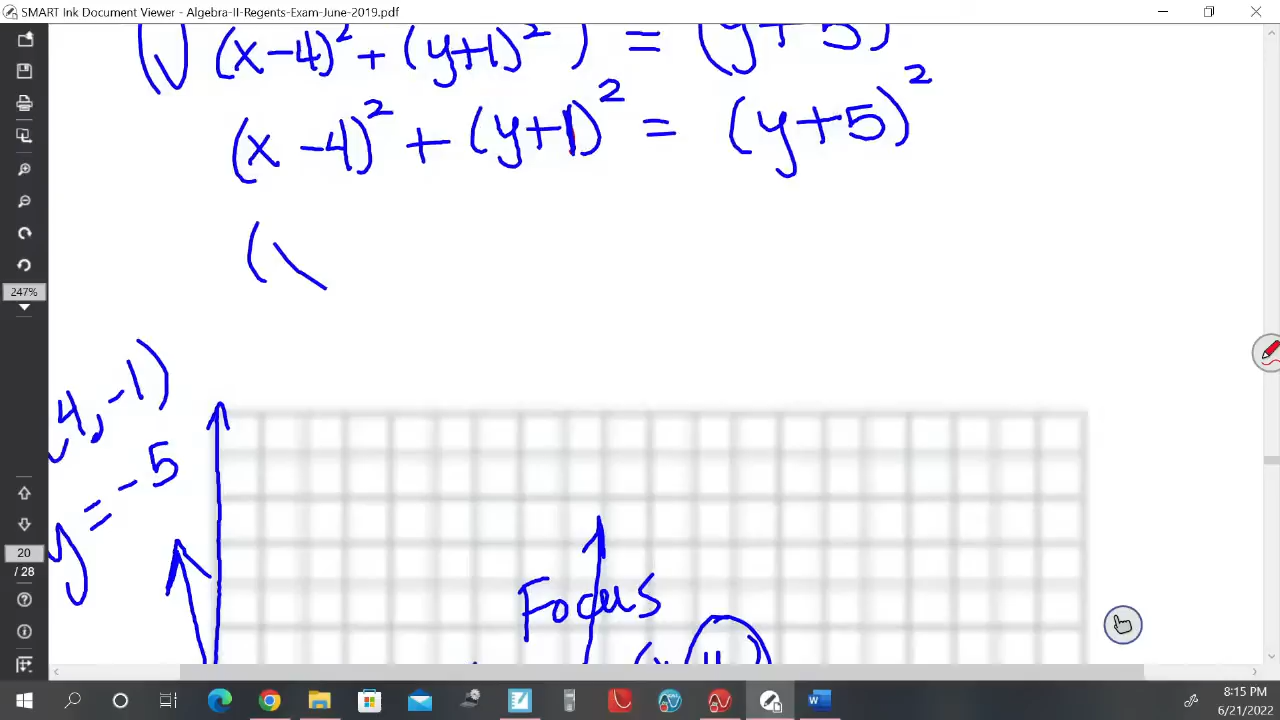 SMART Ink Document Viewer - Algebra-II-Regents-Exam-June-2019.pdf
(√(x-4)² + (y+1)²)² = (y+5)²
(x-4)² + (y+1)² = (y+5)²
(
247%
4, -1)
y = -5
20
/ 28
Focus
8:15 PM
6/21/2022